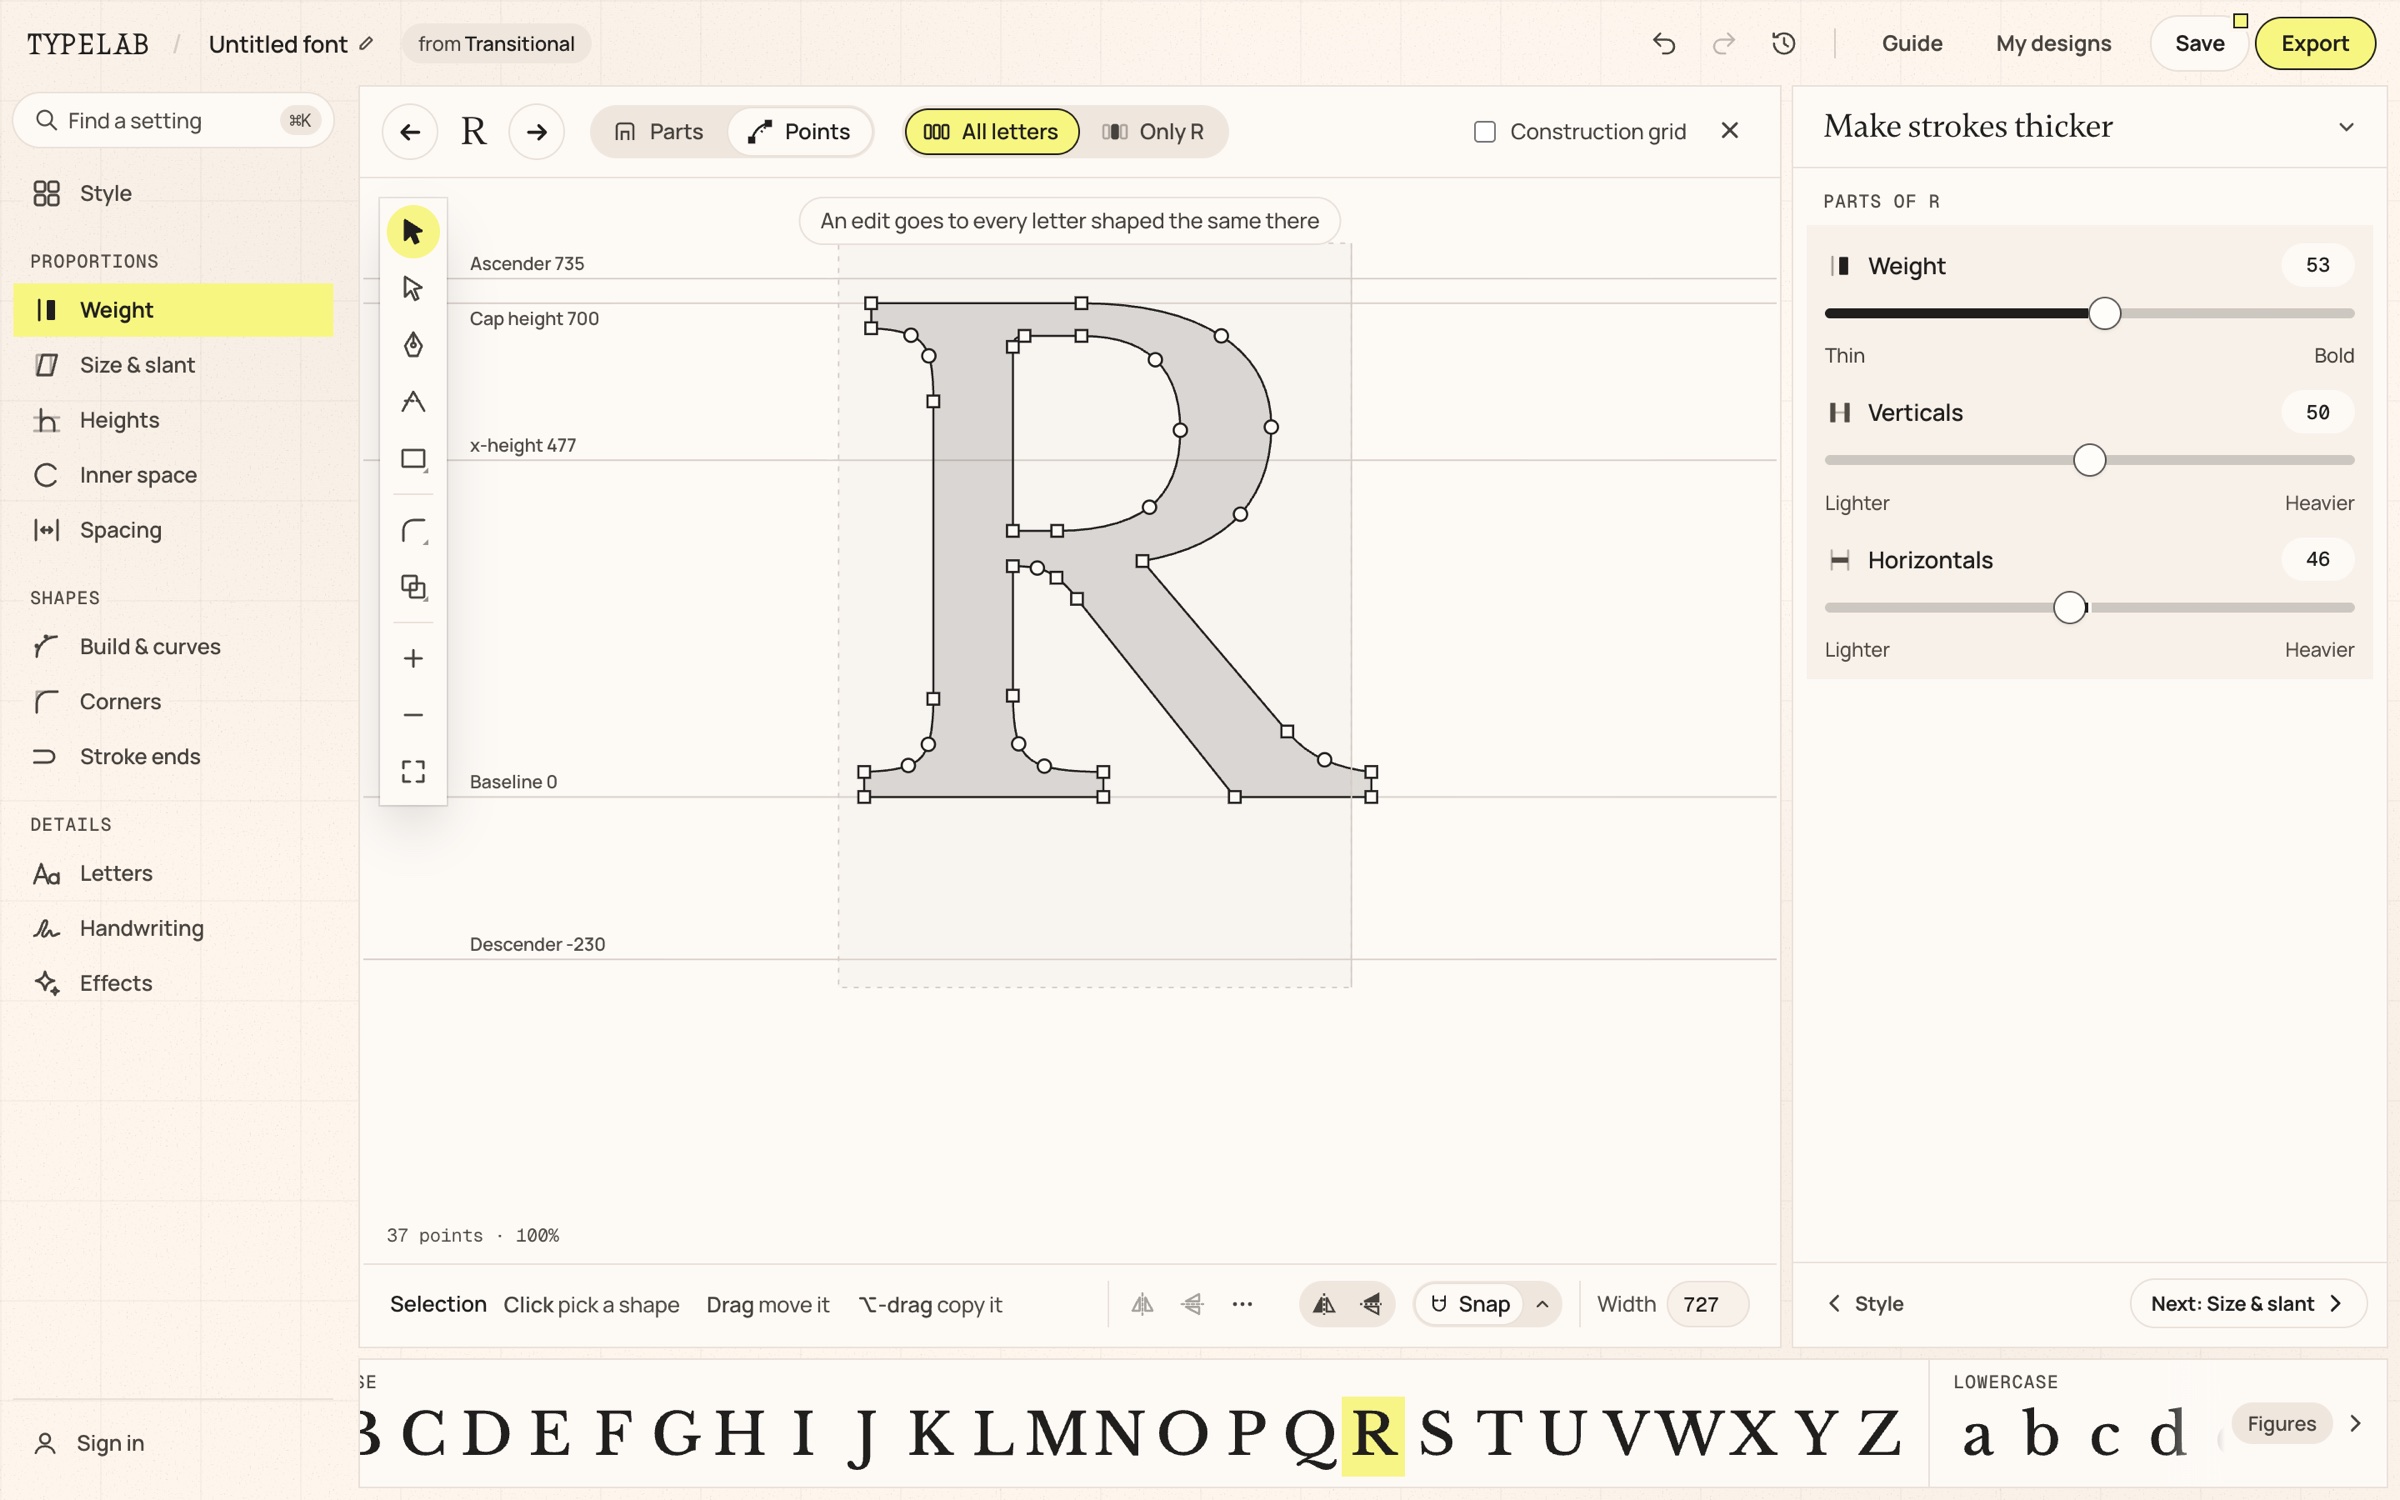 TYPELAB / Untitled font from Transitional
Guide My designs Save Export
Find a setting ⌘K
Style
PROPORTIONS
Weight
Size & slant
Heights
Inner space
Spacing
SHAPES
Build & curves
Corners
Stroke ends
DETAILS
Letters
Handwriting
Effects
Sign in
R Parts Points All letters Only R Construction grid
An edit goes to every letter shaped the same there
Ascender 735
Cap height 700
x-height 477
Baseline 0
Descender -230
R
37 points · 100%
Selection Click pick a shape Drag move it ⌥-drag copy it Snap Width 727
Make strokes thicker
PARTS OF R
Weight 53
Thin Bold
Verticals 50
Lighter Heavier
Horizontals 46
Lighter Heavier
Style Next: Size & slant
SE
B C D E F G H I J K L M N O P Q R S T U V W X Y Z
LOWERCASE
a b c d
Figures